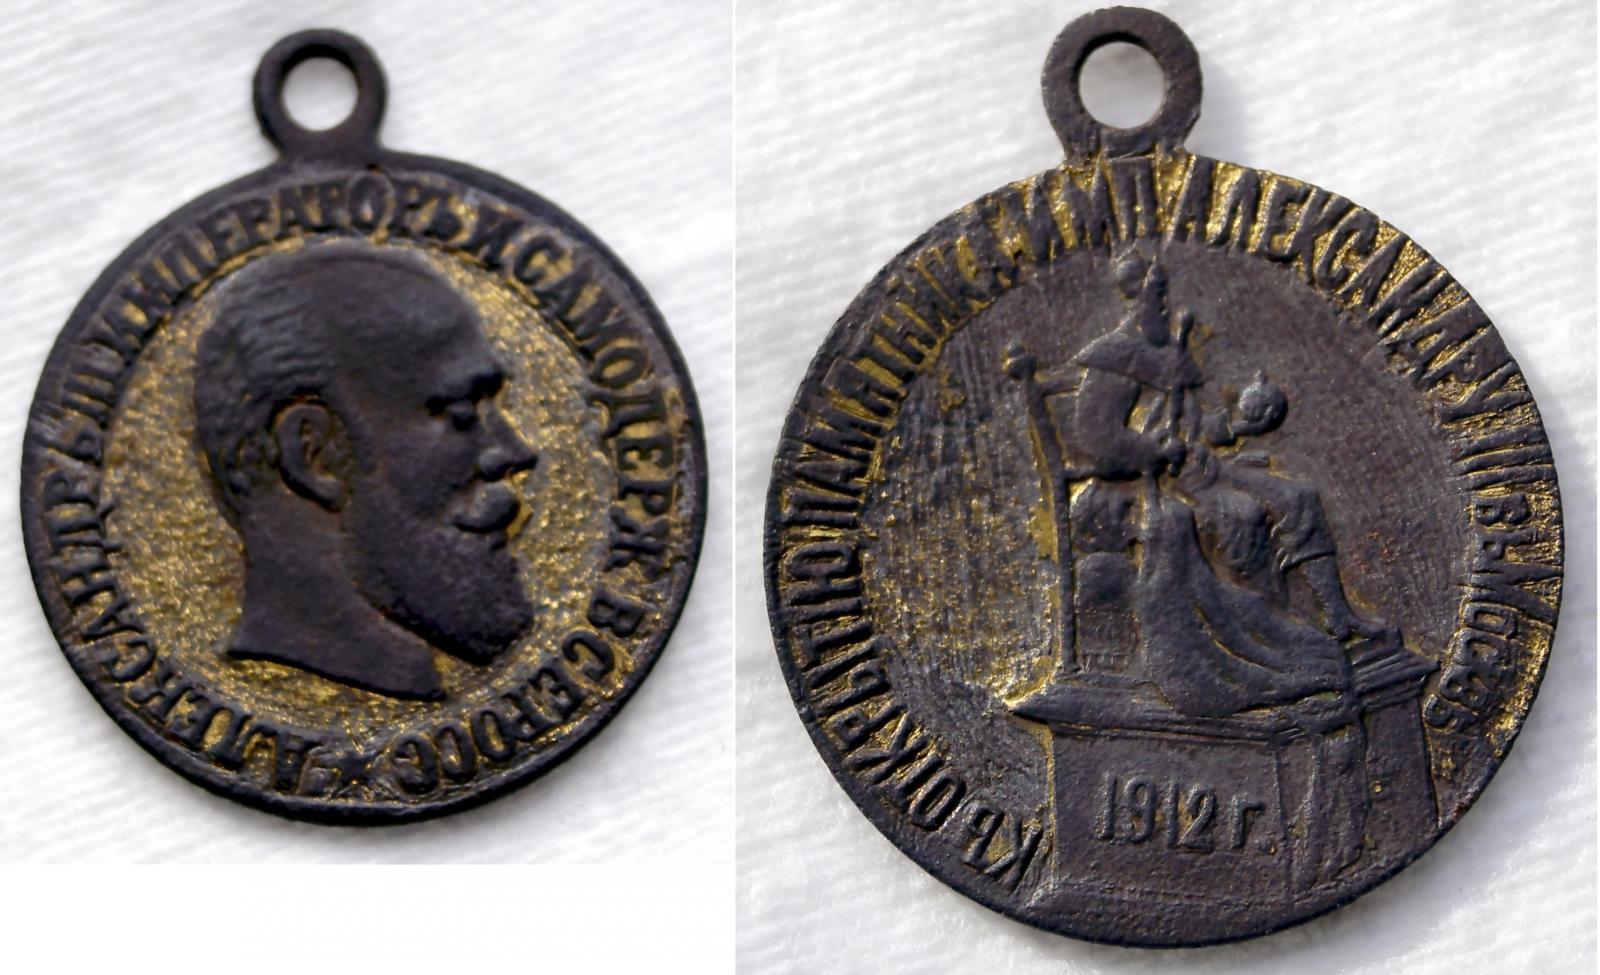 АЛЕКСАНДРЪ III ИМПЕРАТОРЪ И САМОДЕРЖ ВСЕРОСС
КЪ ОТКРЫТІЮ ПАМЯТНИКА ИМП АЛЕКСАНДРУ III ВЪ МОСКВѢ
1912 Г.